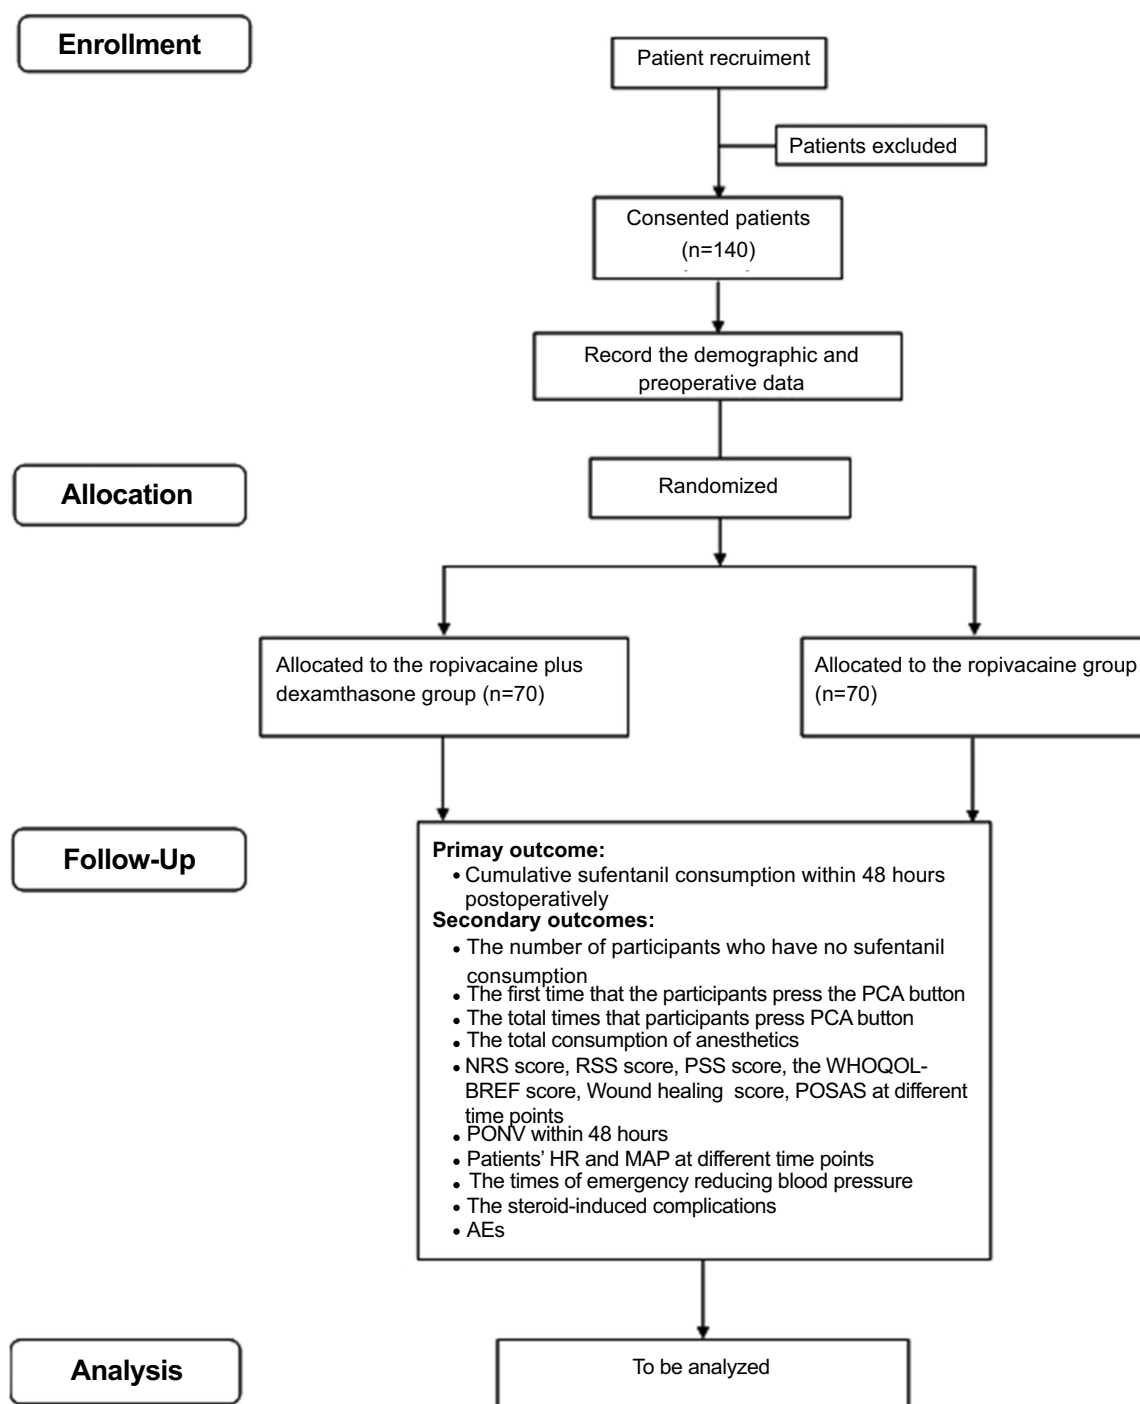 Enrollment
Patient recruiment
Patients excluded
Consented patients
(n=140)
Record the demographic and
preoperative data
Allocation
Randomized
Allocated to the ropivacaine plus
dexamthasone group (n=70)
Allocated to the ropivacaine group
(n=70)
Follow-Up
Primay outcome:
• Cumulative sufentanil consumption within 48 hours
postoperatively
Secondary outcomes:
• The number of participants who have no sufentanil
consumption
• The first time that the participants press the PCA button
• The total times that participants press PCA button
• The total consumption of anesthetics
• NRS score, RSS score, PSS score, the WHOQOL-
BREF score, Wound healing score, POSAS at different
time points
• PONV within 48 hours
• Patients' HR and MAP at different time points
• The times of emergency reducing blood pressure
• The steroid-induced complications
• AEs
Analysis
To be analyzed